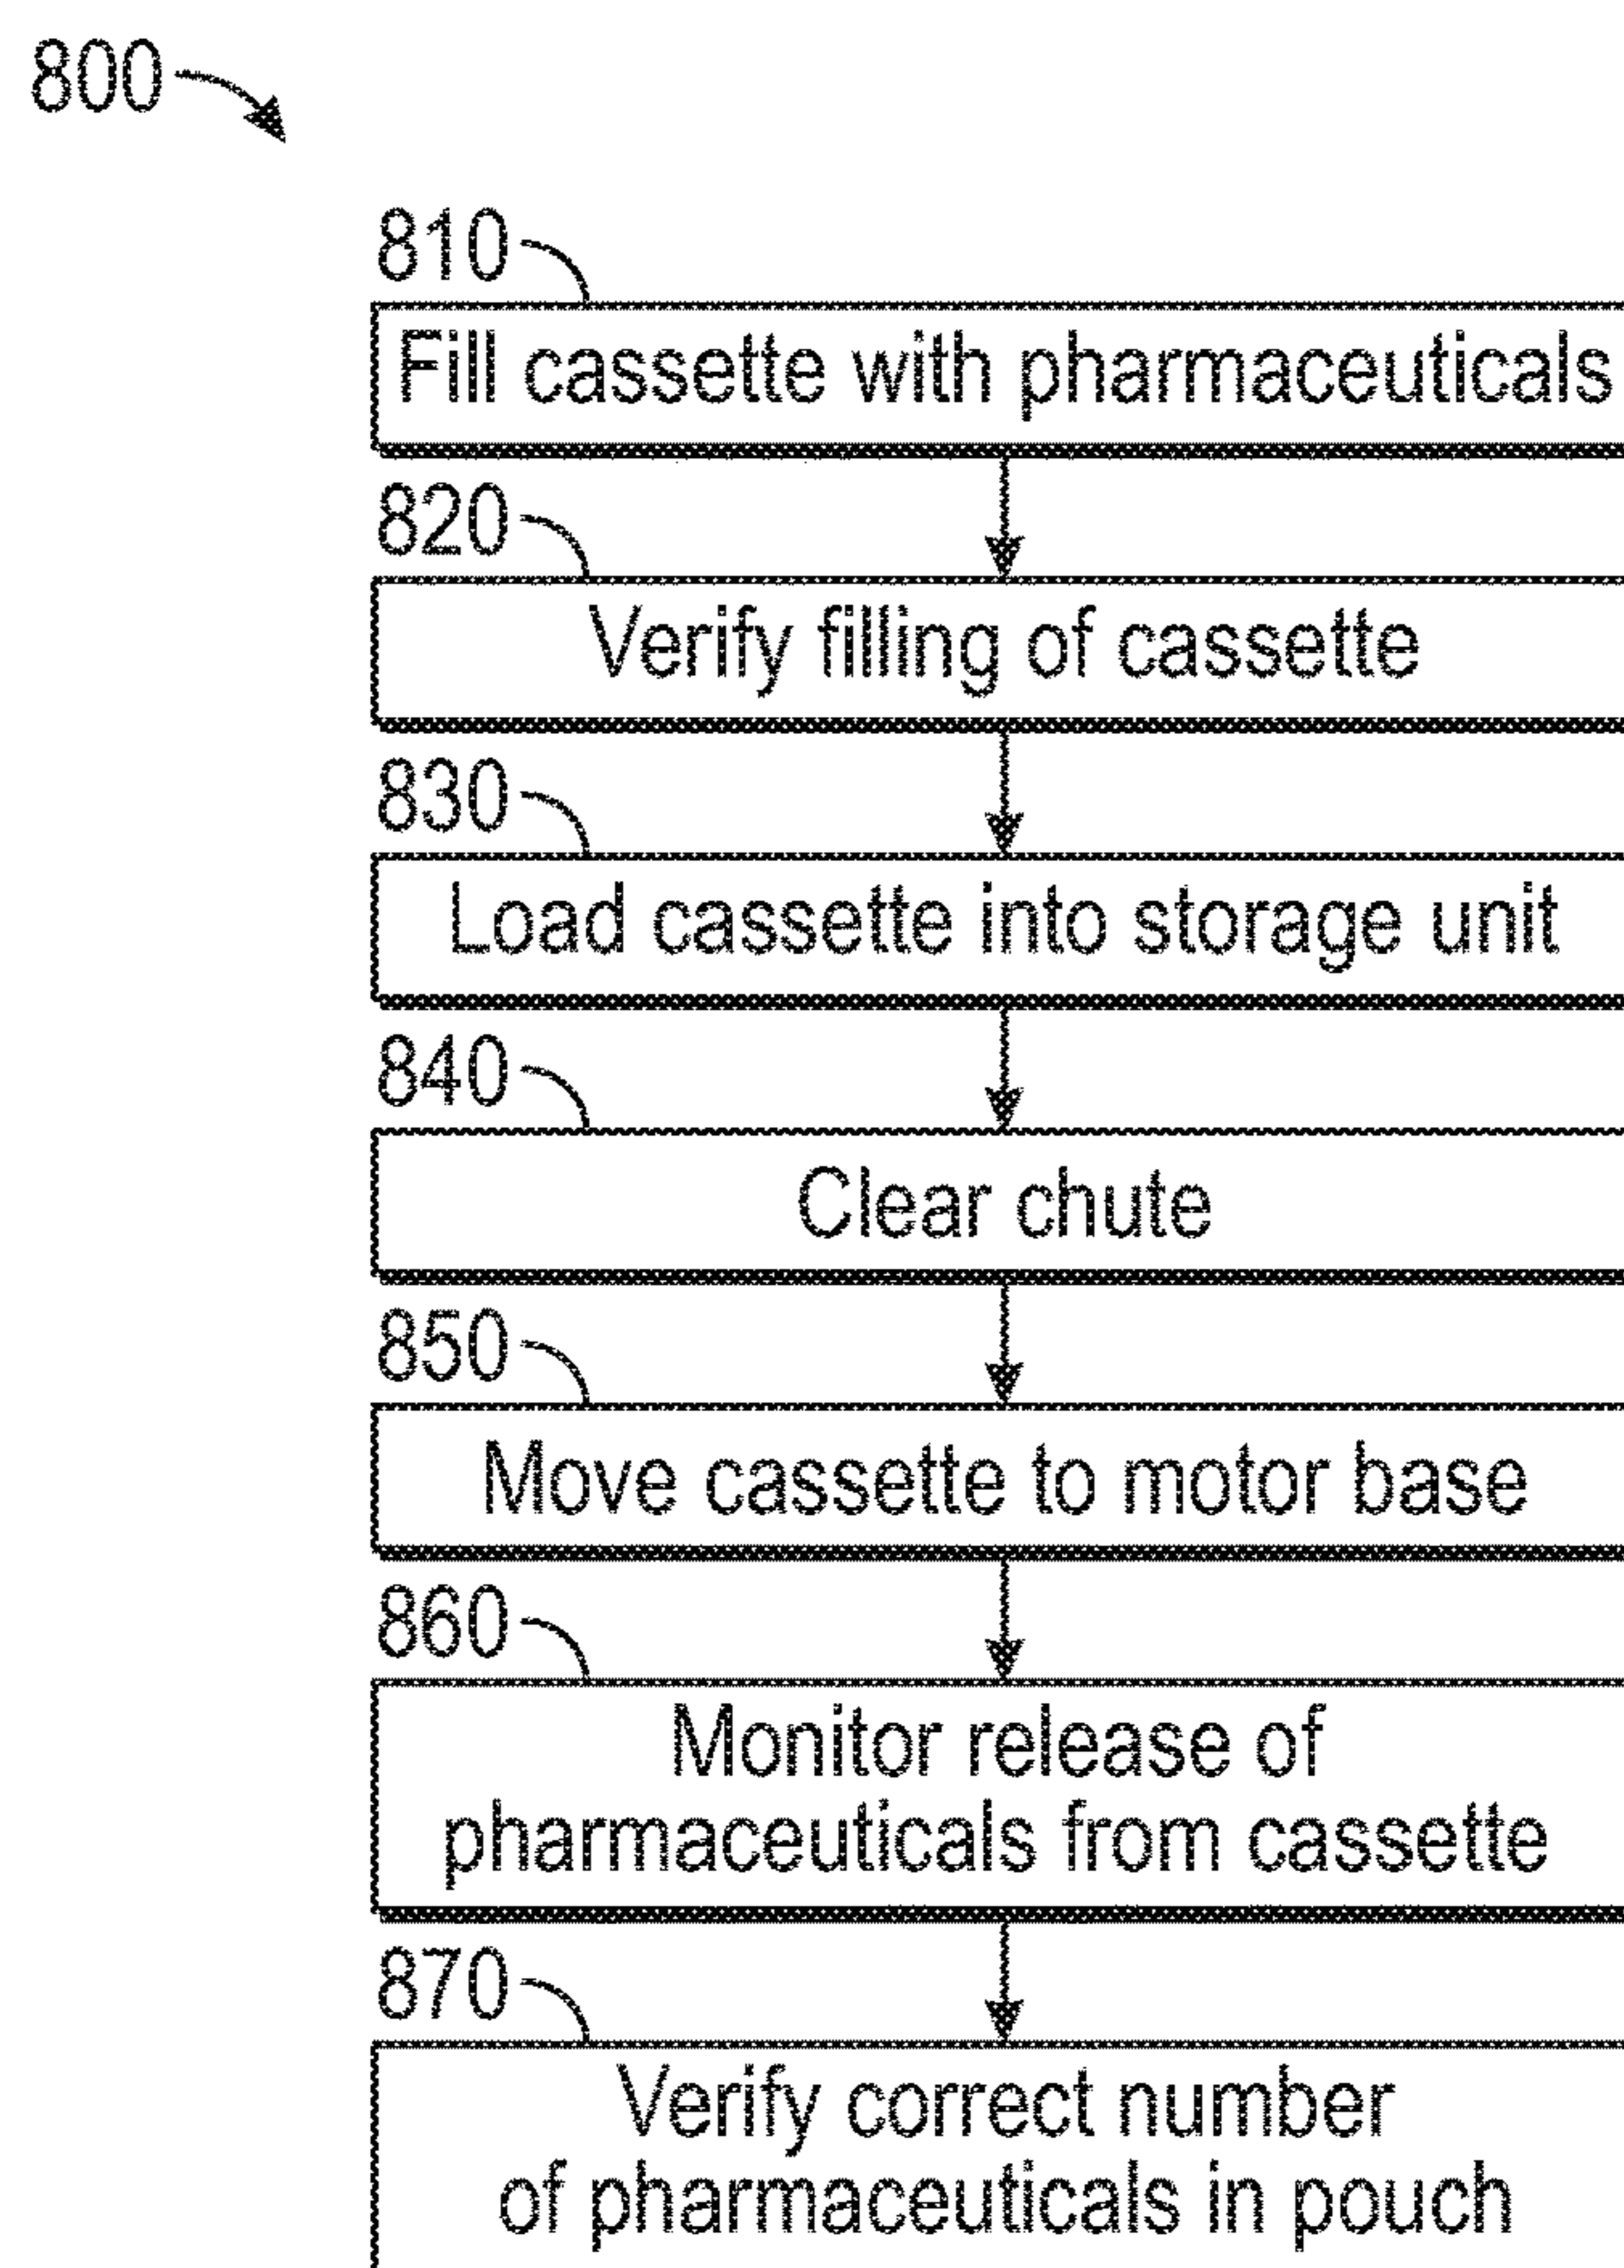 800
810
Fill cassette with pharmaceuticals
820
Verify filling of cassette
830
Load cassette into storage unit
840
Clear chute
850
Move cassette to motor base
860
Monitor release of
pharmaceuticals from cassette
870
Verify correct number
of pharmaceuticals in pouch